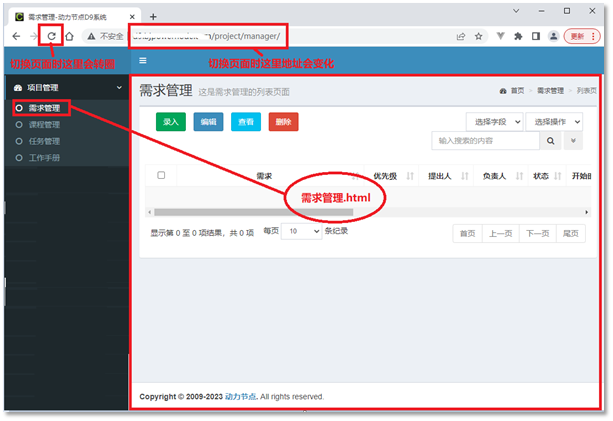 需求管理-动力节点D9系统
不安全
/project/manager/
更新
切换页面时这里会转圈
切换页面时这里地址会变化
项目管理
需求管理
课程管理
任务管理
工作手册
需求管理 这是需求管理的列表页面
首页 > 需求管理 > 列表页
录入 编辑 查看 删除
选择字段 选择操作
输入搜索的内容
需求 优先级 提出人 负责人 状态
需求管理.html
显示第 0 至 0 项结果，共 0 项 每页 10 条纪录
首页 上一页 下一页 尾页
Copyright © 2009-2023 动力节点. All rights reserved.